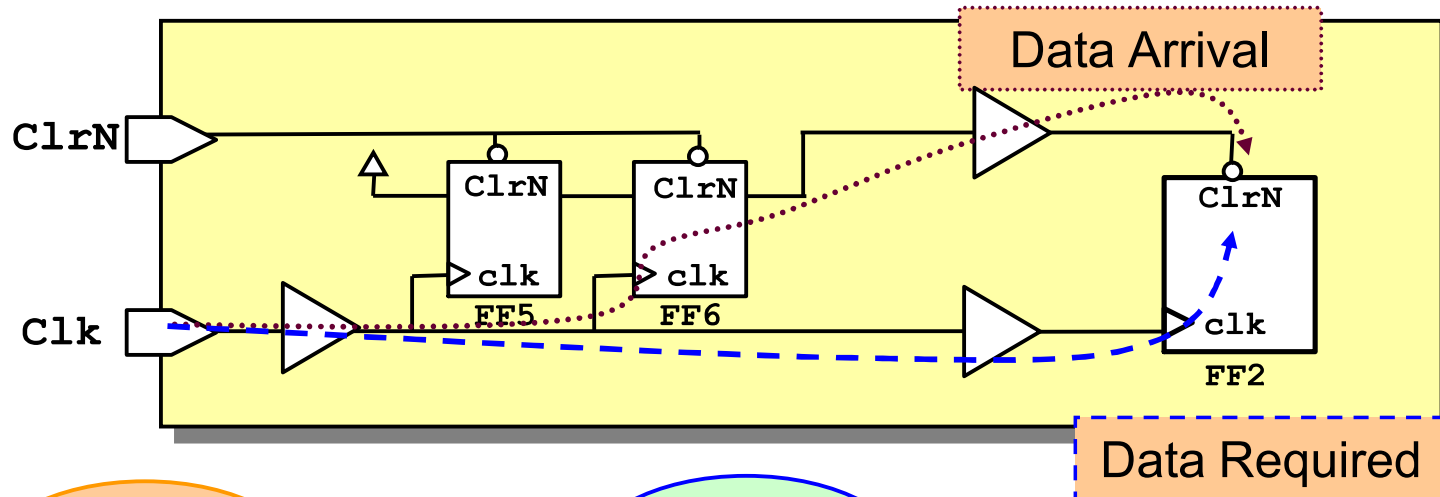 Data Arrival
ClrN
ClrN
ClrN
ClrN
clk
clk
FF5
FF6
Clk
clk
FF2
Data Required